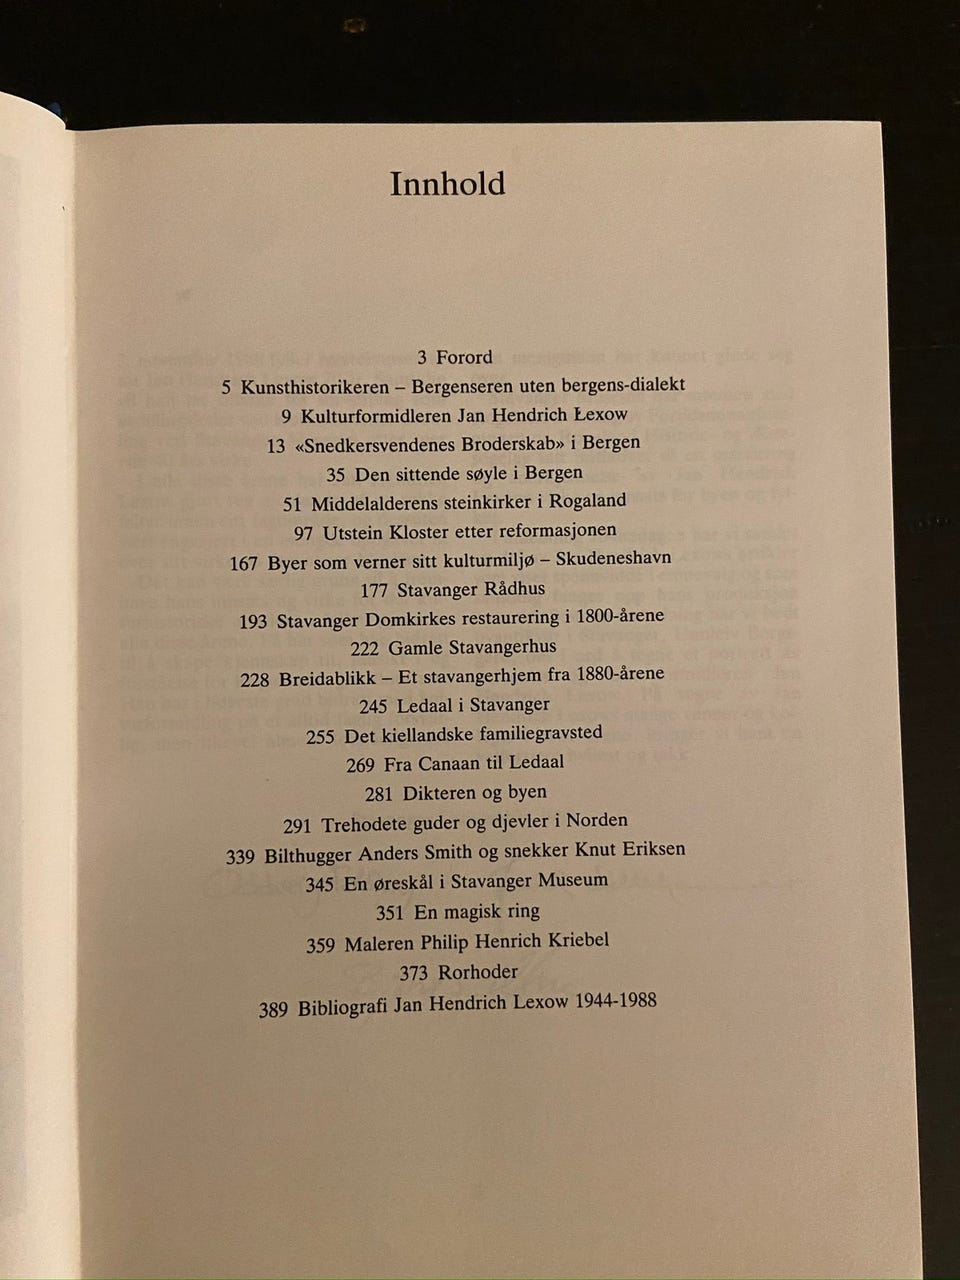 Innhold
3 Forord
5 Kunsthistorikeren – Bergenseren uten bergens-dialekt
9 Kulturformidleren Jan Hendrich Lexow
13 «Snedkersvendenes Broderskab» i Bergen
35 Den sittende søyle i Bergen
51 Middelalderens steinkirker i Rogaland
97 Utstein Kloster etter reformasjonen
167 Byer som verner sitt kulturmiljø – Skudeneshavn
177 Stavanger Rådhus
193 Stavanger Domkirkes restaurering i 1800-årene
222 Gamle Stavangerhus
228 Breidablikk – Et stavangerhjem fra 1880-årene
245 Ledaal i Stavanger
255 Det kiellandske familiegravsted
269 Fra Canaan til Ledaal
281 Dikteren og byen
291 Trehodete guder og djevler i Norden
339 Bilthugger Anders Smith og snekker Knut Eriksen
345 En øreskål i Stavanger Museum
351 En magisk ring
359 Maleren Philip Henrich Kriebel
373 Rorhoder
389 Bibliografi Jan Hendrich Lexow 1944-1988